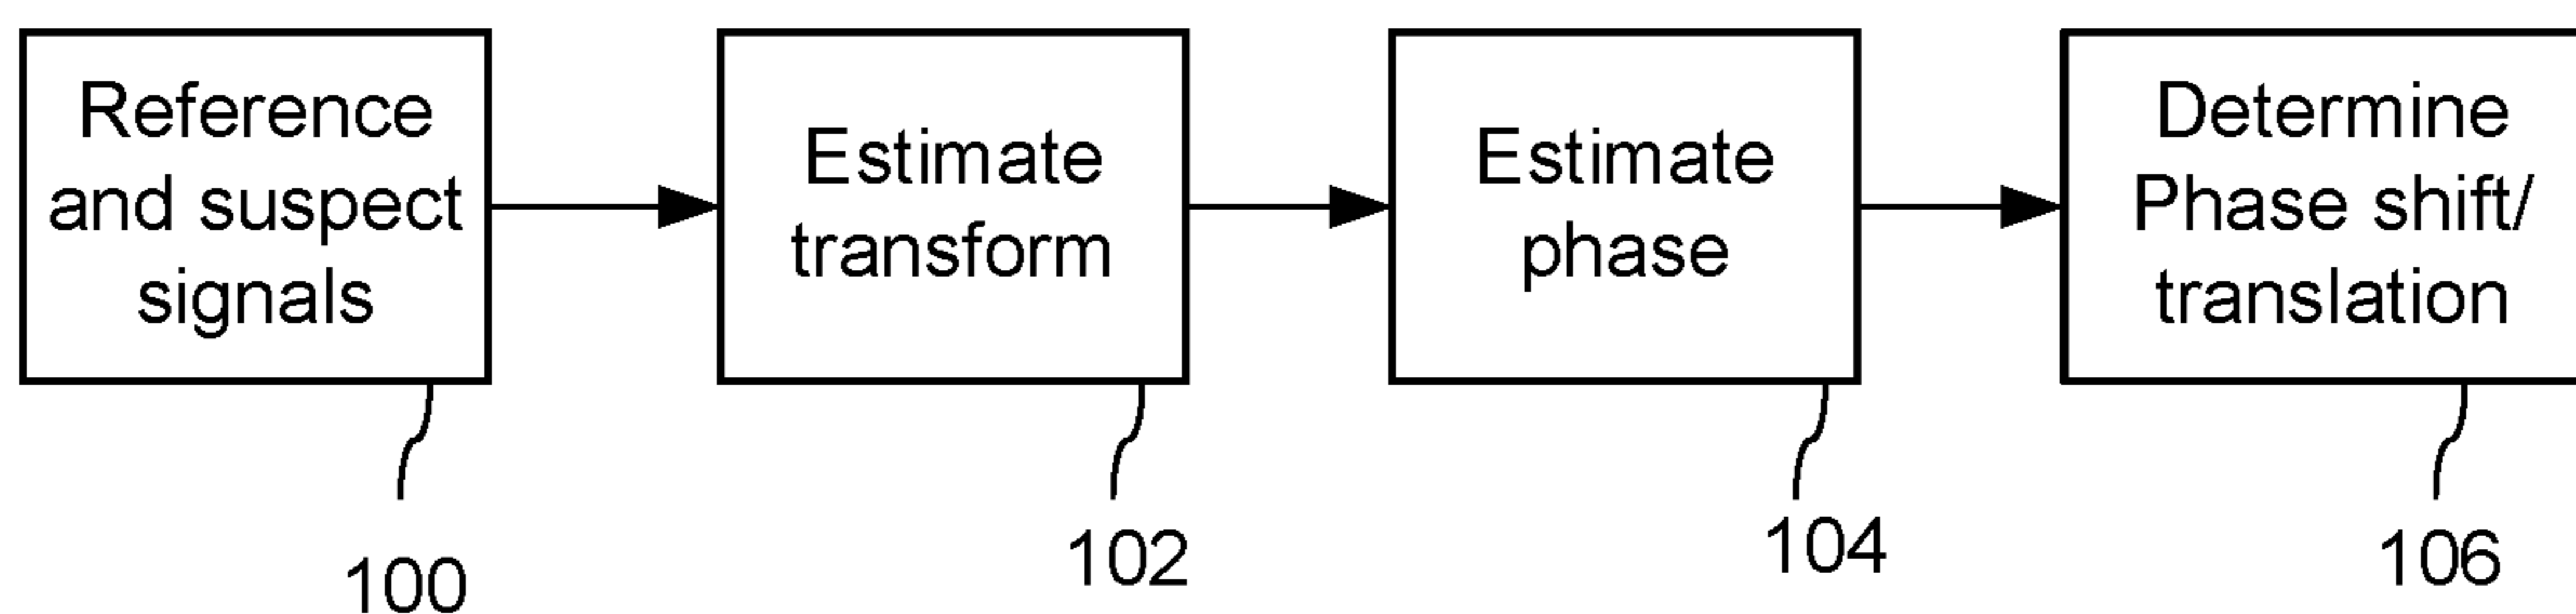 Reference
and suspect
signals
Estimate
transform
Estimate
phase
Determine
Phase shift/
translation
100
102
104
106